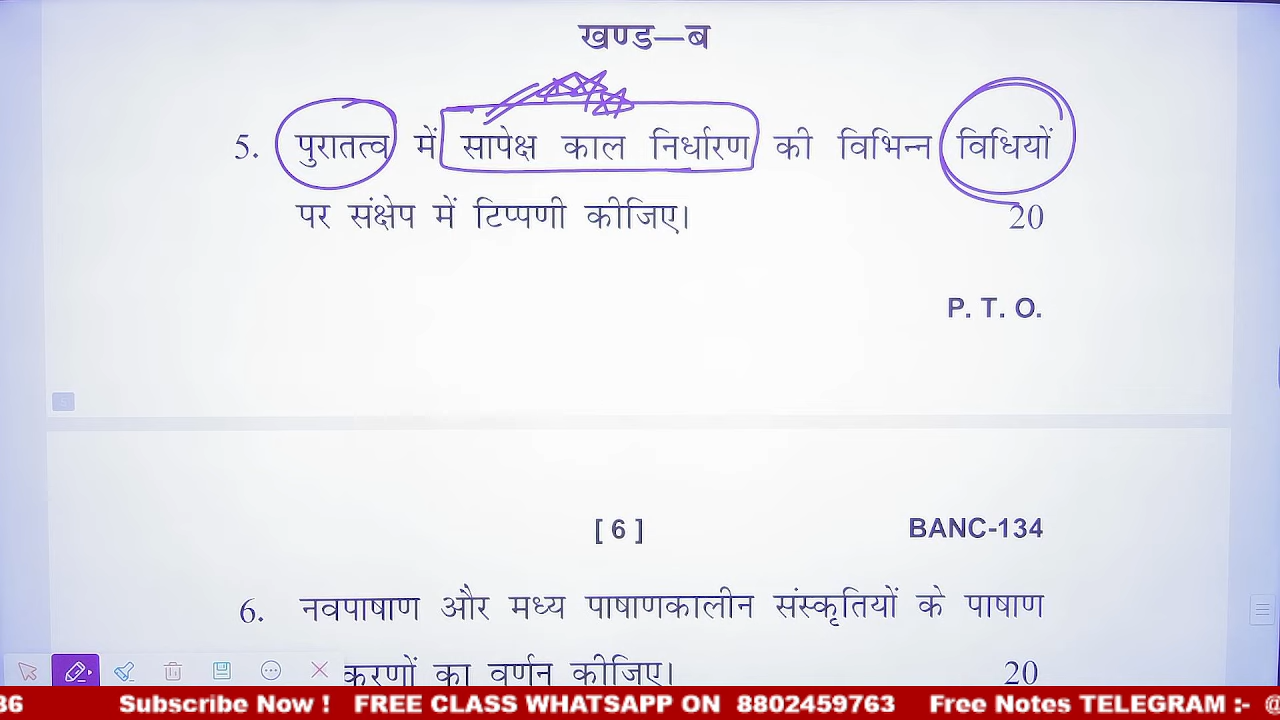 खण्ड—ब
5. पुरातत्व में सापेक्ष काल निर्धारण की विभिन्न विधियों
पर संक्षेप में टिप्पणी कीजिए। 20
P. T. O.
[ 6 ] BANC-134
6. नवपाषाण और मध्य पाषाणकालीन संस्कृतियों के पाषाण
करणों का वर्णन कीजिए। 20
36 Subscribe Now ! FREE CLASS WHATSAPP ON 8802459763 Free Notes TELEGRAM :- @